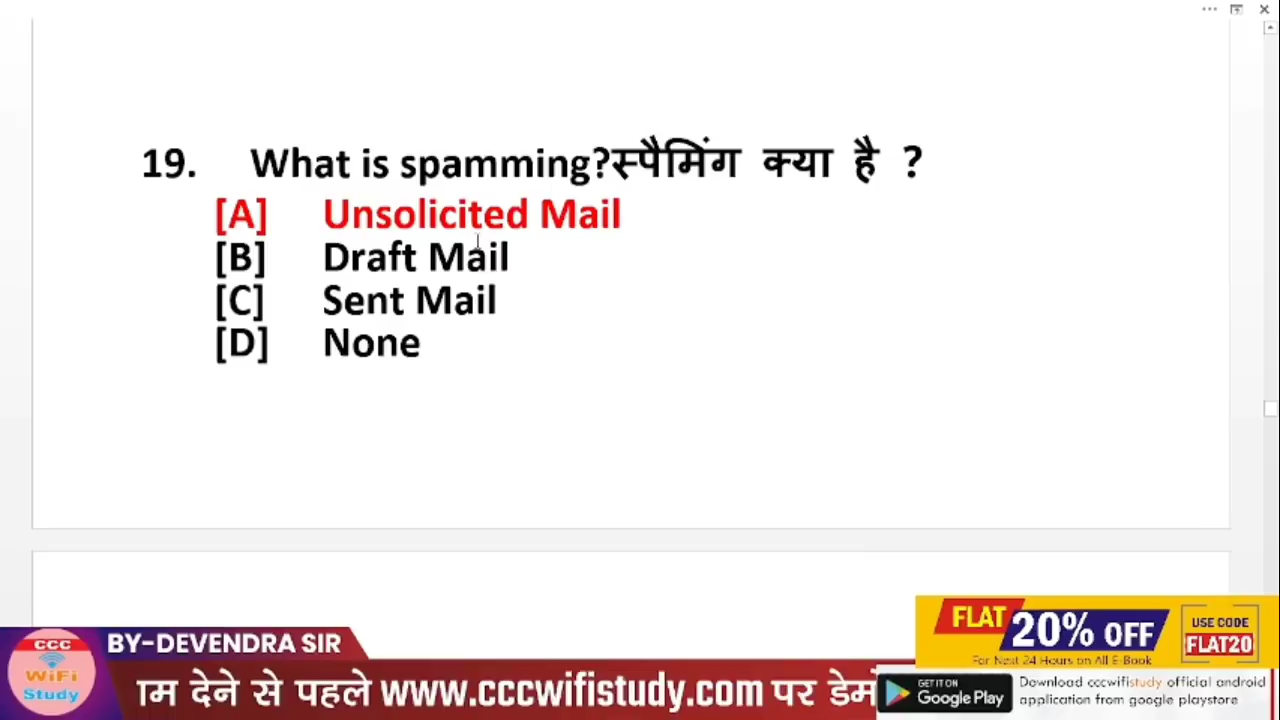 19. What is spamming?स्पैमिंग क्या है ?
[A] Unsolicited Mail
[B] Draft Mail
[C] Sent Mail
[D] None
FLAT
20% OFF
For Next 24 Hours on All E-Book
USE CODE
FLAT20
CCC
WiFi
Study
BY-DEVENDRA SIR
ाम देने से पहले www.cccwifistudy.com पर डेम
GET IT ON
Google Play
Download cccwifistudy official android
application from google playstore